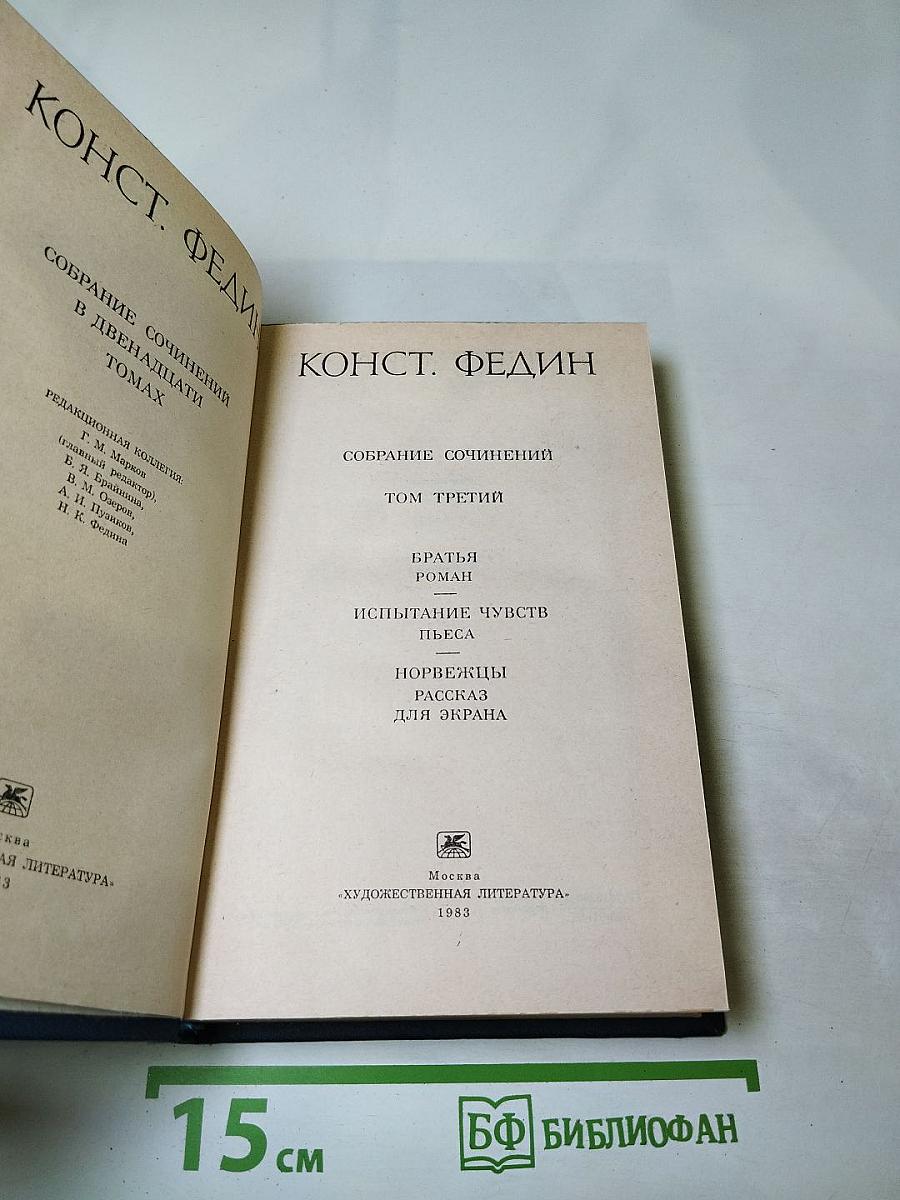 КОНСТ. ФЕДИН
СОБРАНИЕ СОЧИНЕНИЙ
В ДВЕНАДЦАТИ
ТОМАХ
РЕДАКЦИОННАЯ КОЛЛЕГИЯ:
Г. М. Марков
(главный редактор),
Б. Я. Брайнина,
В. М. Озеров,
А. И. Пузиков,
Н. К. Федина
ЛИТЕРАТУРА»
КОНСТ. ФЕДИН
СОБРАНИЕ СОЧИНЕНИЙ
ТОМ ТРЕТИЙ
БРАТЬЯ
РОМАН
ИСПЫТАНИЕ ЧУВСТВ
ПЬЕСА
НОРВЕЖЦЫ
РАССКАЗ
ДЛЯ ЭКРАНА
Москва
«ХУДОЖЕСТВЕННАЯ ЛИТЕРАТУРА»
1983
15 см
БФ БИБЛИОФАН